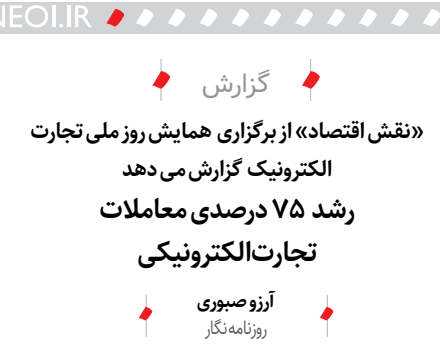 NEOI.IR
گزارش
«نقش اقتصاد» از برگزاری همایش روز ملی تجارت
الکترونیک گزارش می دهد
رشد ۷۵ درصدی معاملات
تجارت‌الکترونیکی
آرزو صبوری
روزنامه‌نگار